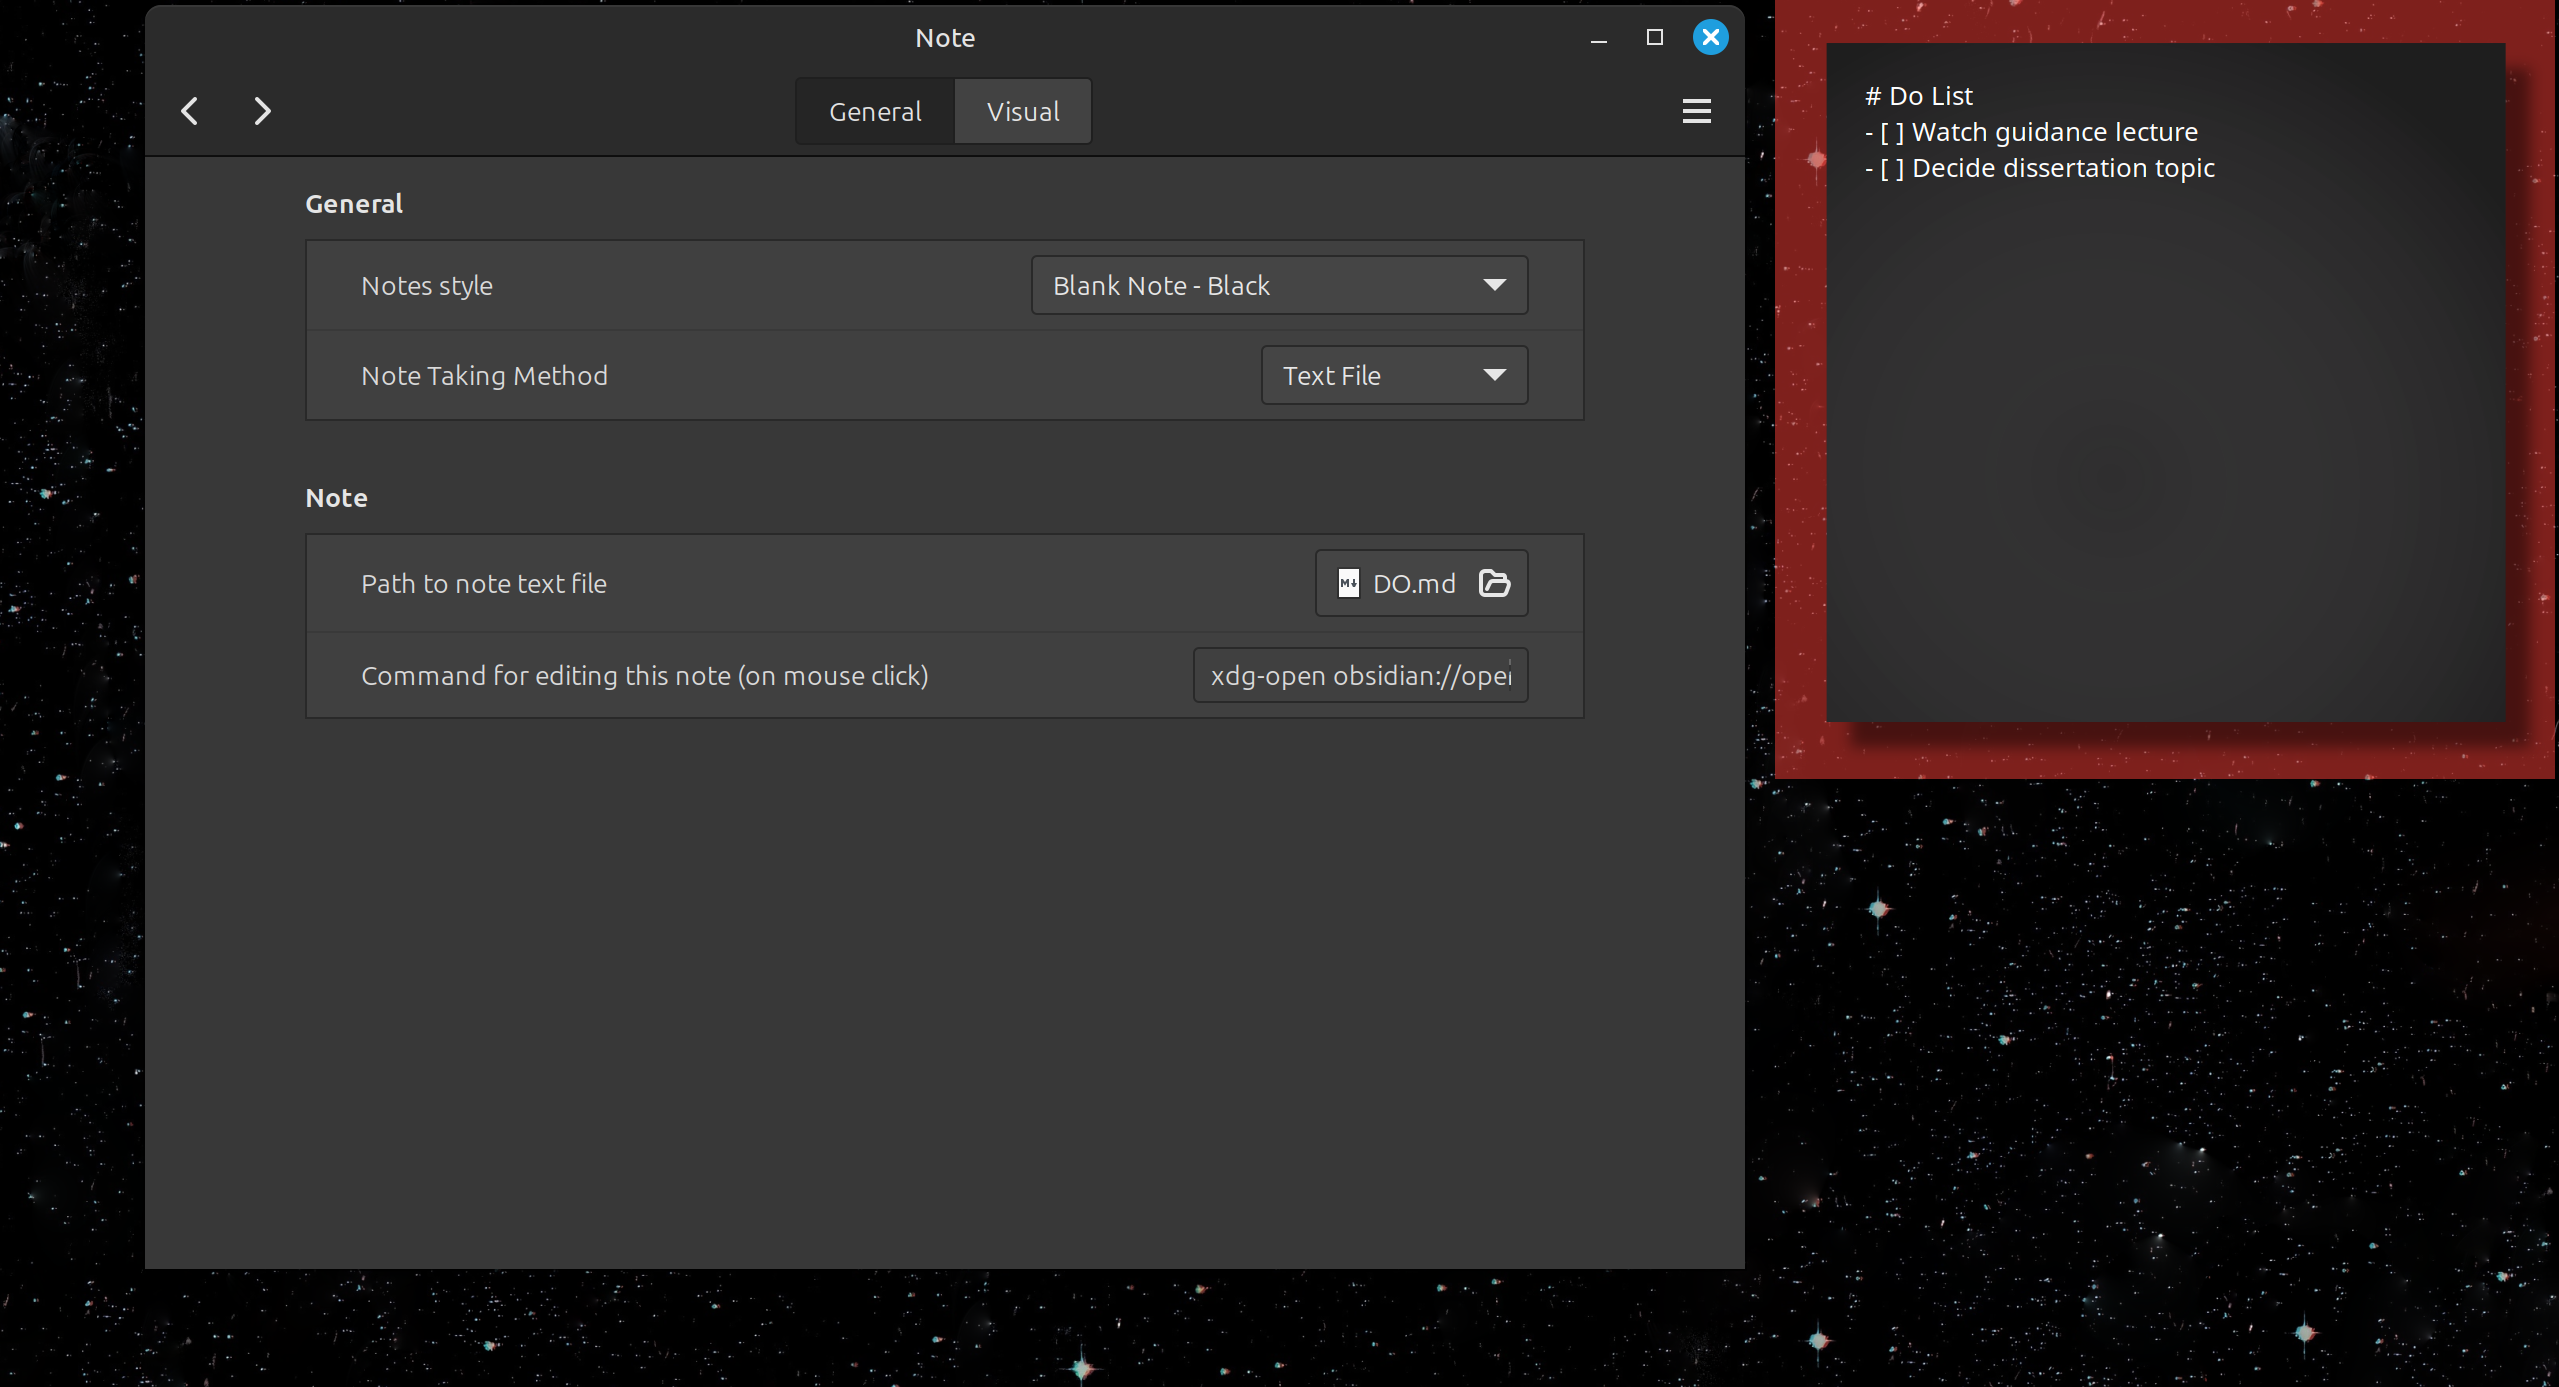 Note
General
Visual
General
Notes style
Blank Note - Black
Note Taking Method
Text File
Note
Path to note text file
DO.md
Command for editing this note (on mouse click)
xdg-open obsidian://open
# Do List
- [ ] Watch guidance lecture
- [ ] Decide dissertation topic